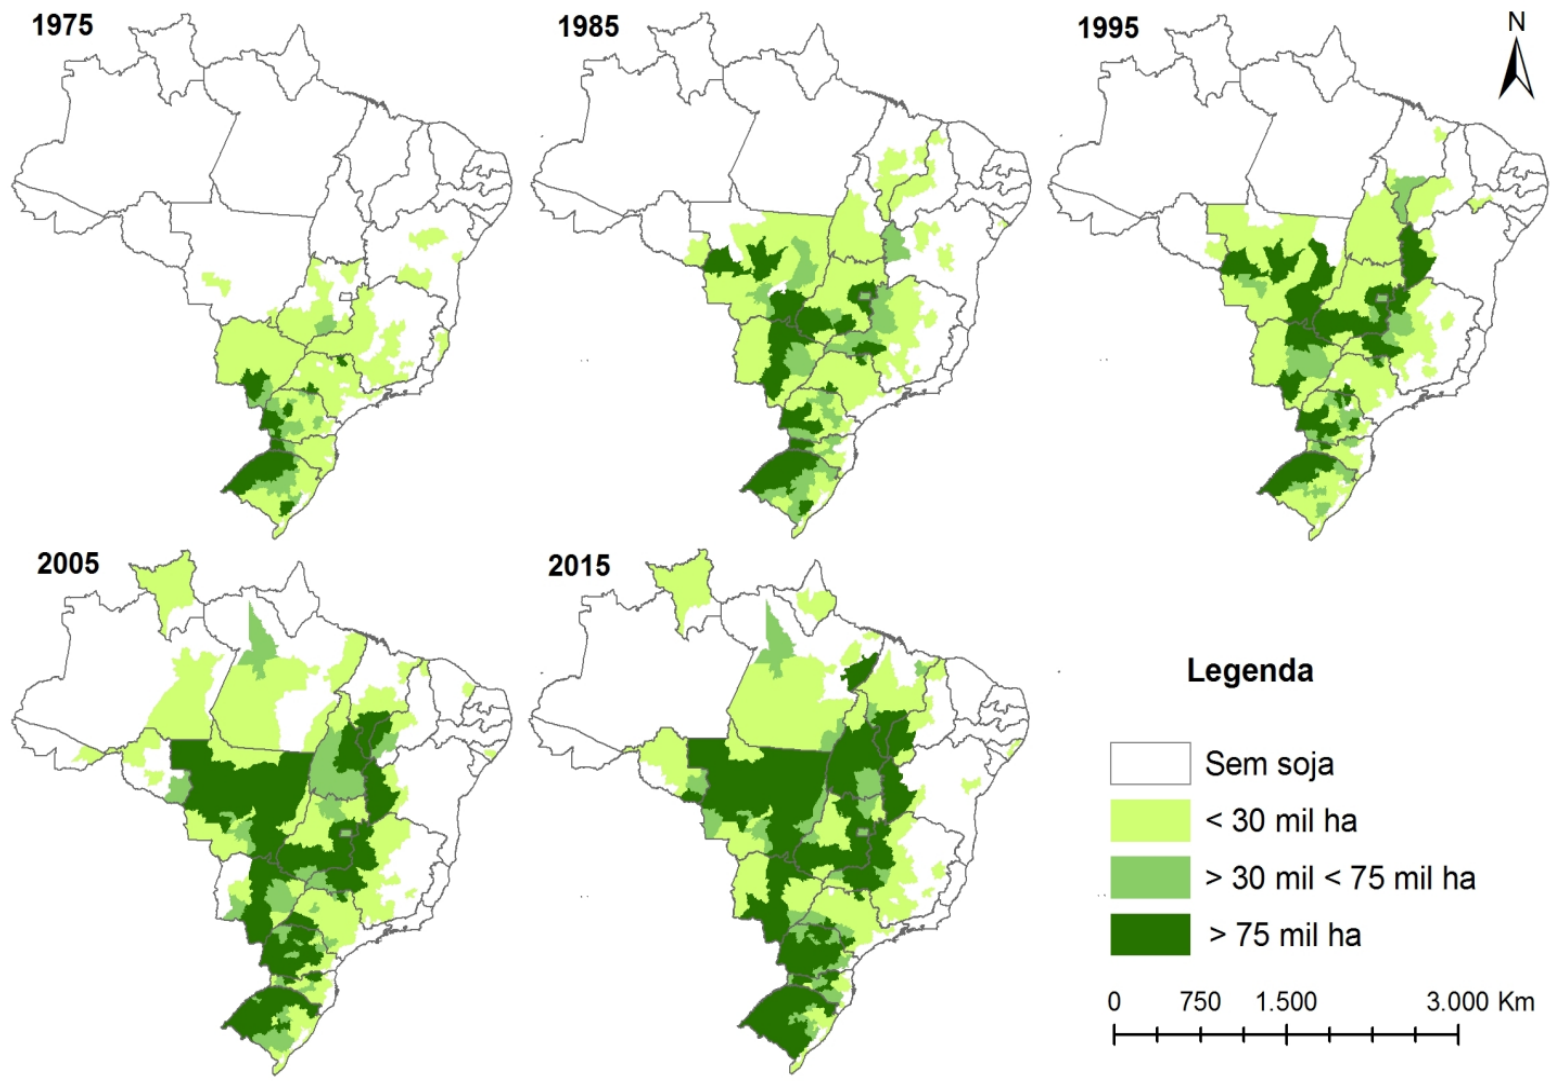 1975
1985
1995
N
2005
2015
Legenda
Sem soja
< 30 mil ha
> 30 mil < 75 mil ha
> 75 mil ha
0 750 1.500 3.000 Km